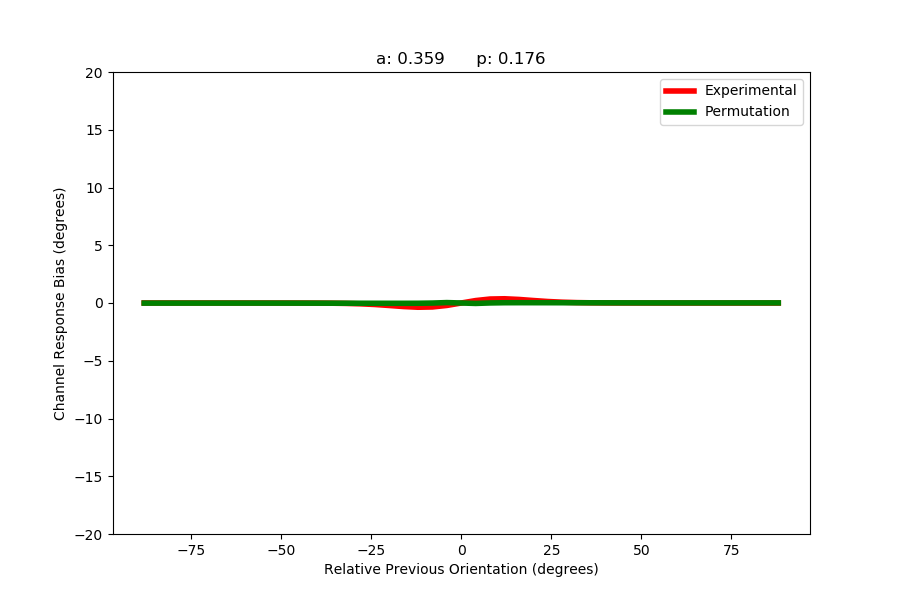 a: 0.359      p: 0.176
Experimental
Permutation
20
15
10
5
0
−5
−10
−15
−20
Channel Response Bias (degrees)
−75 −50 −25 0 25 50 75
Relative Previous Orientation (degrees)